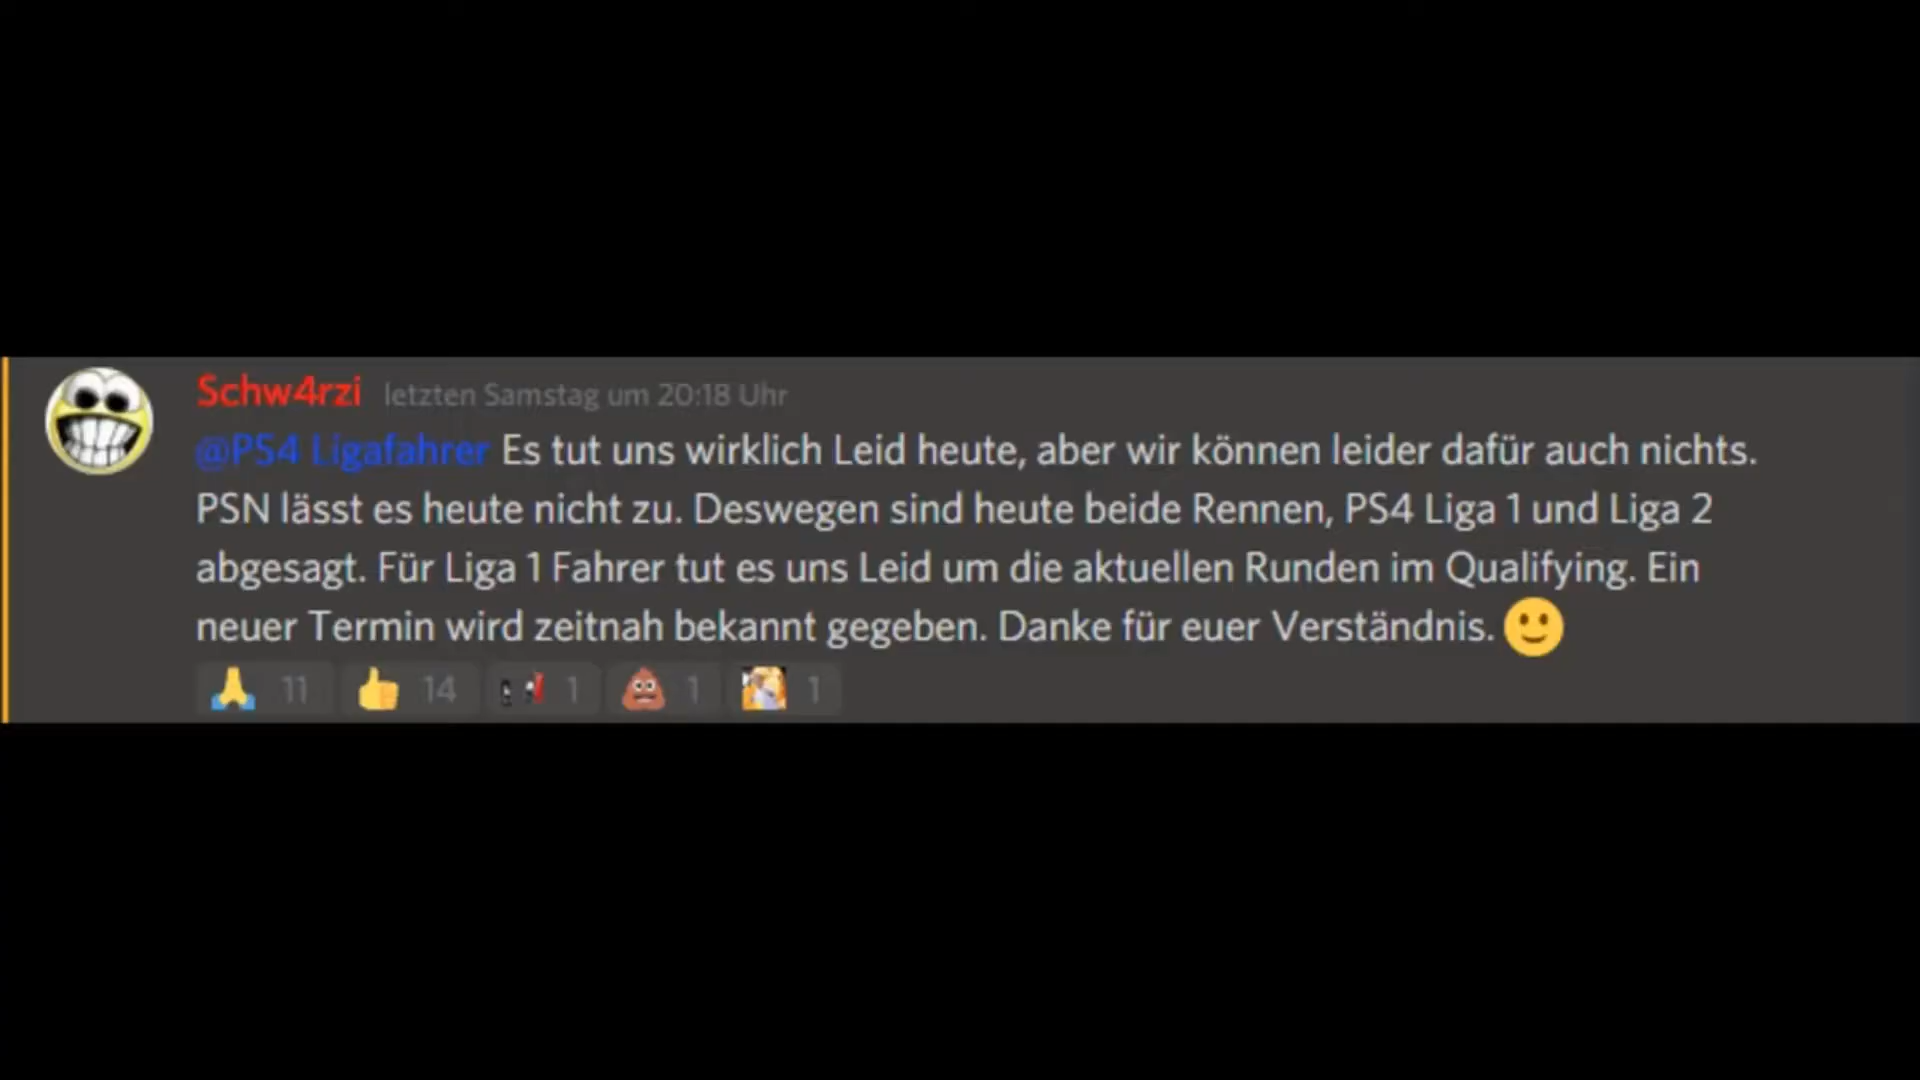 Schw4rzi letzten Samstag um 20:18 Uhr
@PS4 Ligafahrer Es tut uns wirklich Leid heute, aber wir können leider dafür auch nichts.
PSN lässt es heute nicht zu. Deswegen sind heute beide Rennen, PS4 Liga 1 und Liga 2
abgesagt. Für Liga 1 Fahrer tut es uns Leid um die aktuellen Runden im Qualifying. Ein
neuer Termin wird zeitnah bekannt gegeben. Danke für euer Verständnis. 🙂
🙏 11 👍 14 1 💩 1 1